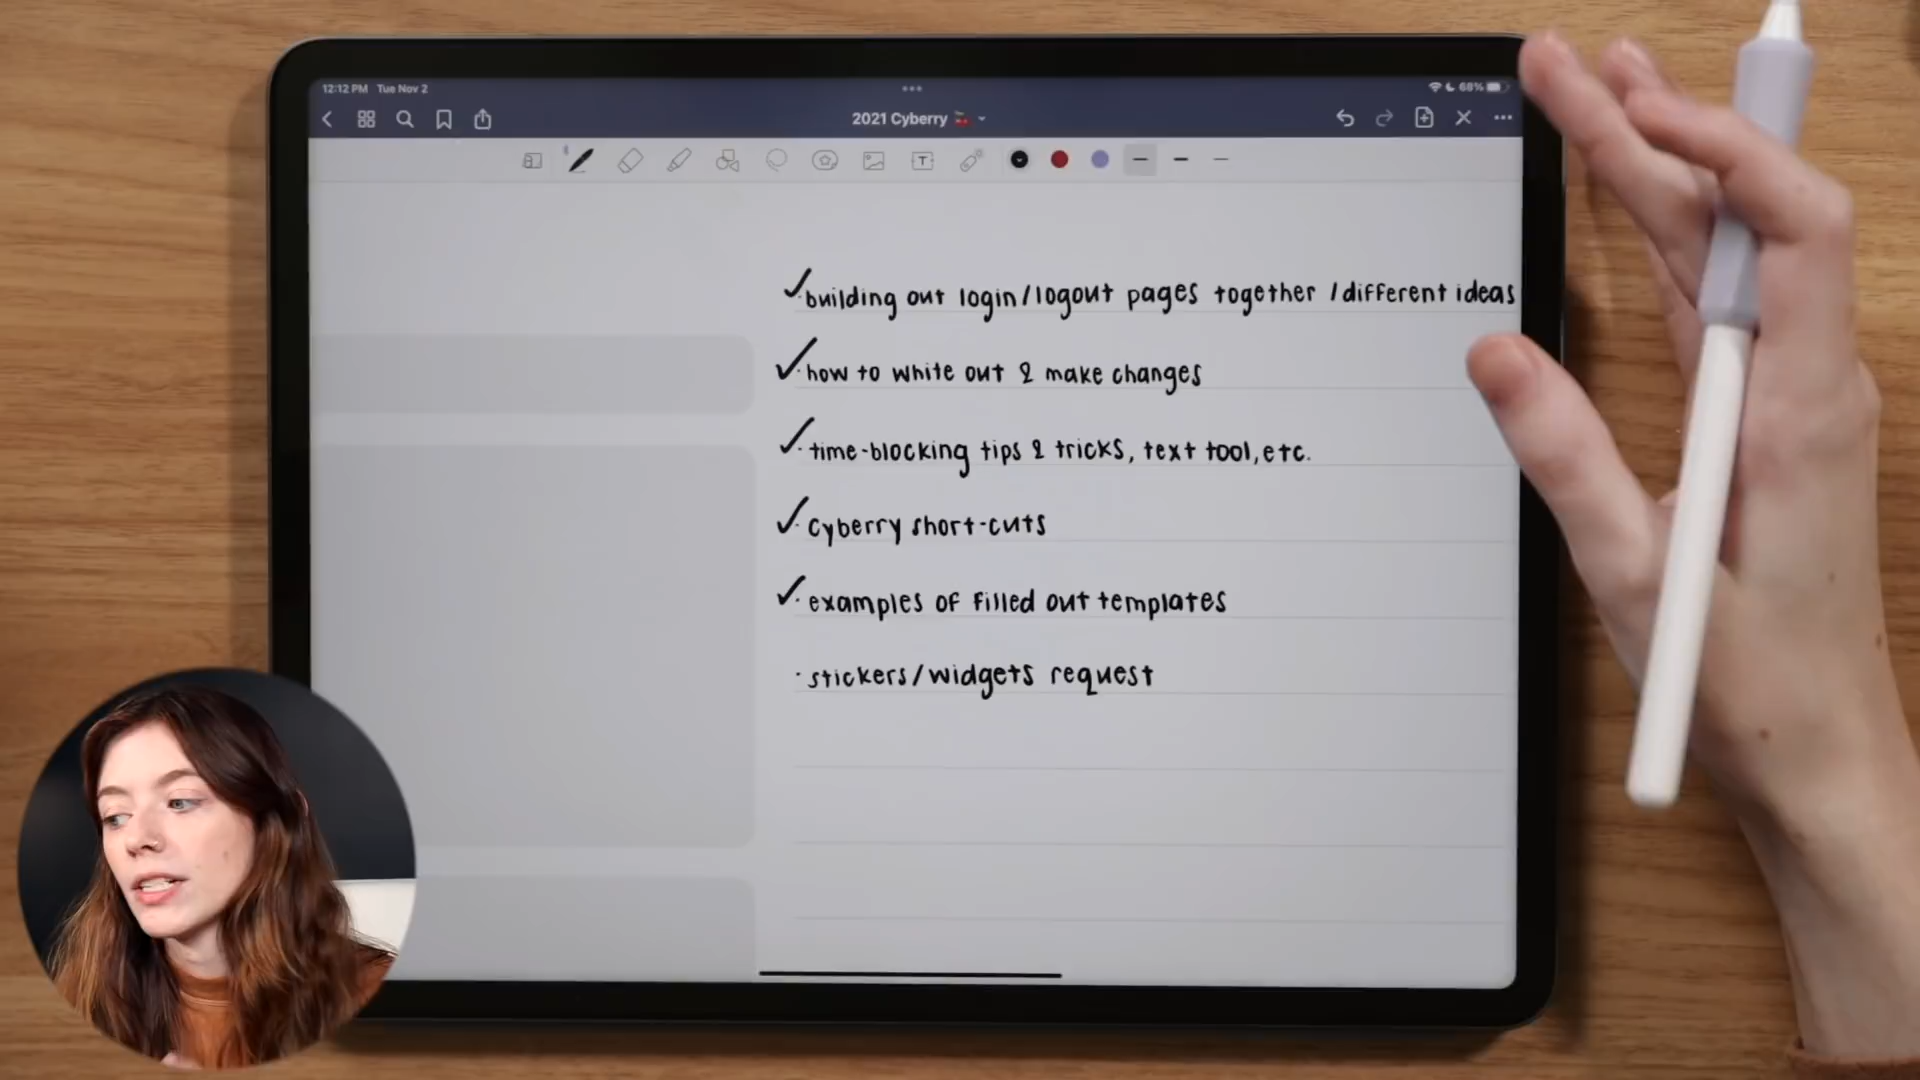 12:12 PM Tue Nov 2
68%
2021 Cyberry
T
building out login/logout pages together /different ideas
how to white out & make changes
time-blocking tips & tricks, text tool, etc.
Cyberry short-cuts
examples of filled out templates
stickers/widgets request